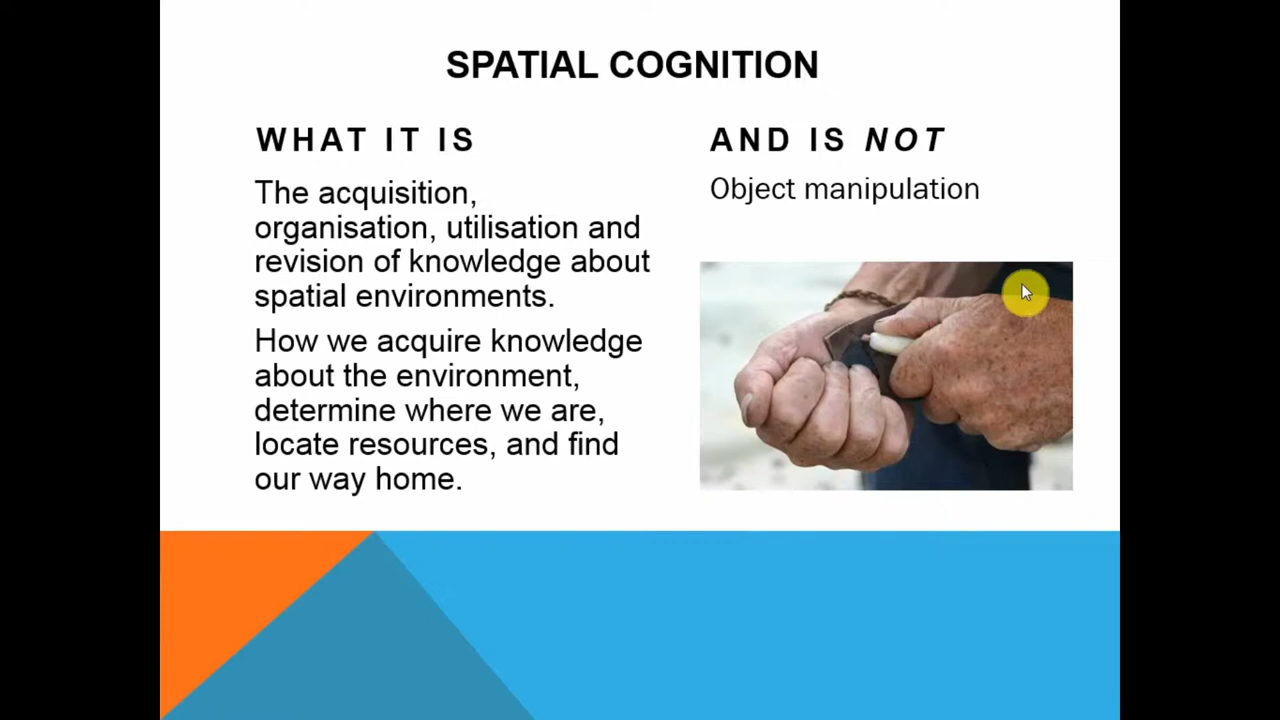 SPATIAL COGNITION
WHAT IT IS
The acquisition,
organisation, utilisation and
revision of knowledge about
spatial environments.
How we acquire knowledge
about the environment,
determine where we are,
locate resources, and find
our way home.
AND IS NOT
Object manipulation